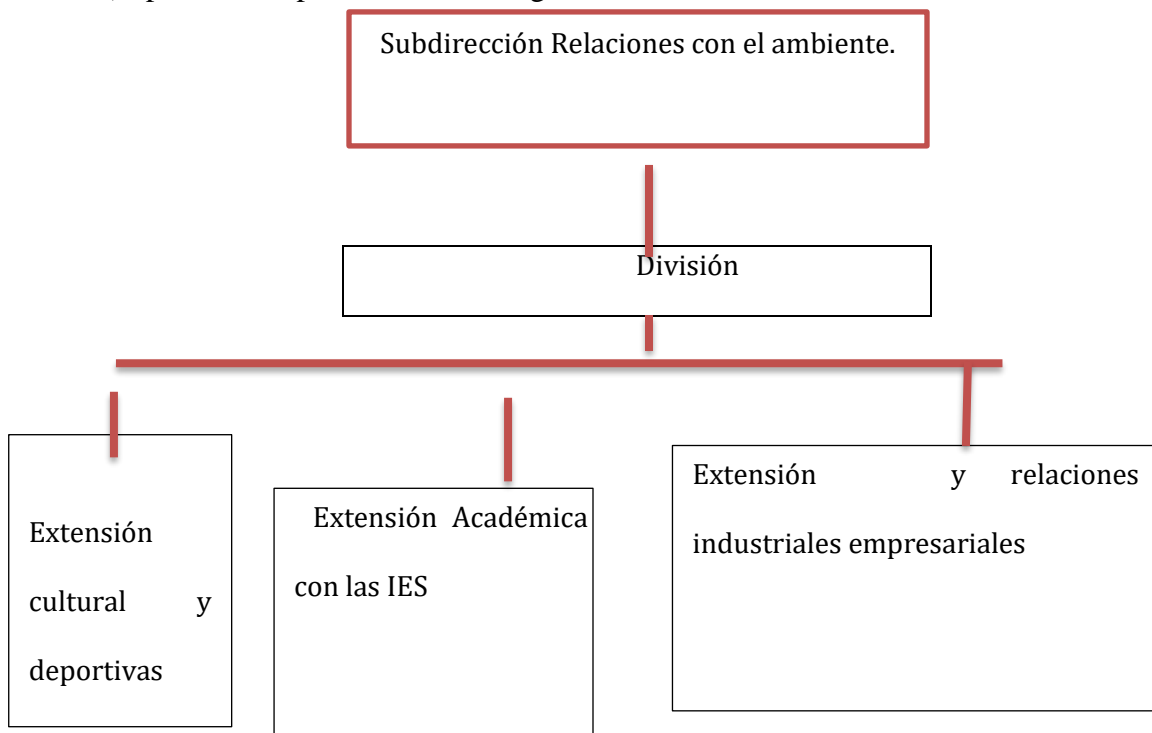 Subdirección Relaciones con el ambiente.
División
Extensión
cultural y
deportivas
Extensión Académica
con las IES
Extensión y relaciones
industriales empresariales